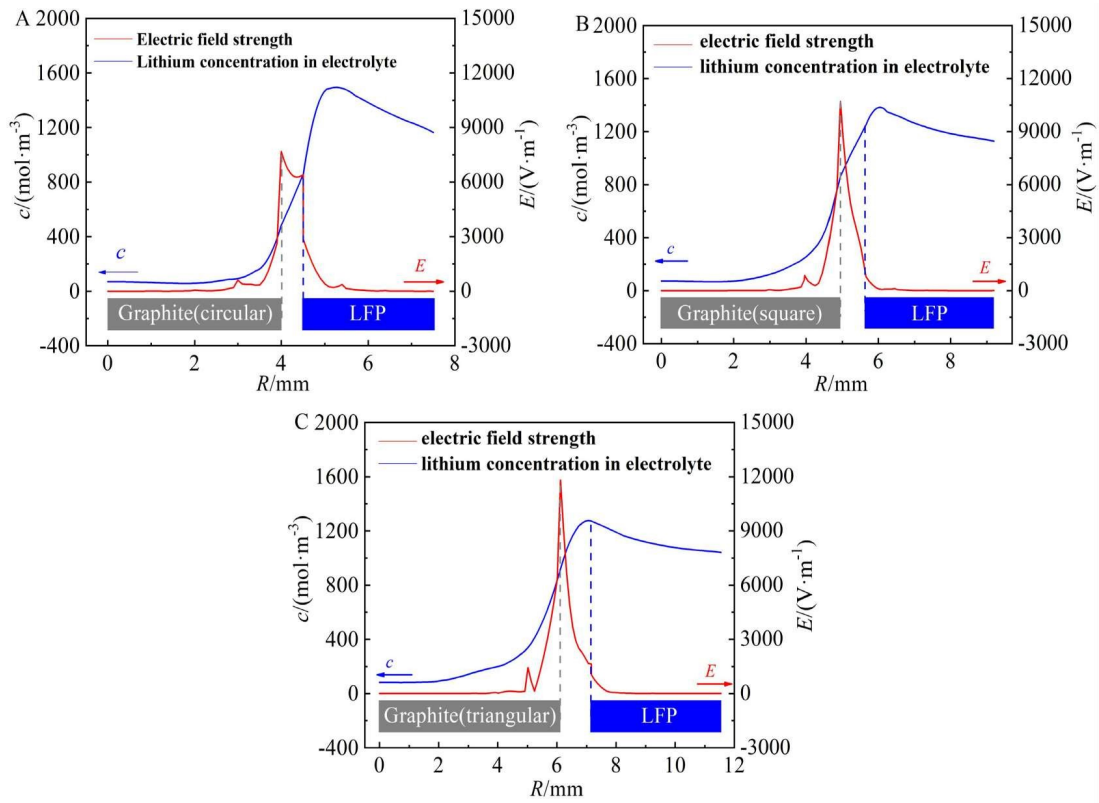 A
Electric field strength
Lithium concentration in electrolyte
2000
1600
1200
800
400
0
-400
c/(mol·m⁻³)
15000
12000
9000
6000
3000
0
-3000
E/(V·m⁻¹)
c
E
Graphite(circular)
LFP
0 2 4 6 8
R/mm
B
electric field strength
lithium concentration in electrolyte
2000
1600
1200
800
400
0
-400
c/(mol·m⁻³)
15000
12000
9000
6000
3000
0
-3000
E/(V·m⁻¹)
c
E
Graphite(square)
LFP
0 2 4 6 8
R/mm
C
electric field strength
lithium concentration in electrolyte
2000
1600
1200
800
400
0
-400
c/(mol·m⁻³)
15000
12000
9000
6000
3000
0
-3000
E/(V·m⁻¹)
c
E
Graphite(triangular)
LFP
0 2 4 6 8 10 12
R/mm